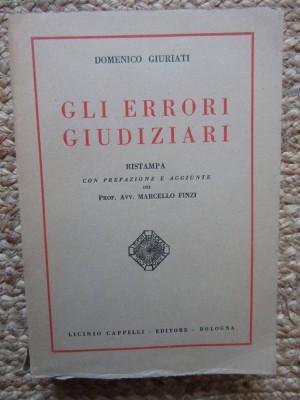 DOMENICO GIURIATI
GLI ERRORI
GIUDIZIARI
RISTAMPA
CON PREFAZIONE E AGGIUNTE
DEL
PROF. AVV. MARCELLO FINZI
LICINIO CAPPELLI - EDITORE - BOLOGNA